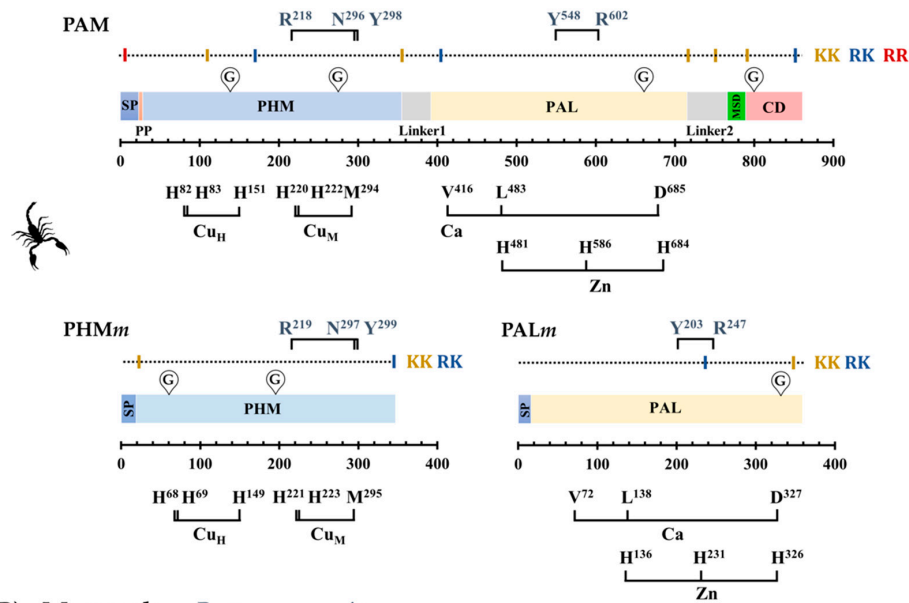 R²¹⁸ N²⁹⁶ Y²⁹⁸ Y⁵⁴⁸ R⁶⁰²
PAM
KK RK RR
G G G G
SP PHM PAL MSD CD
PP Linker1 Linker2
0 100 200 300 400 500 600 700 800 900
H⁸² H⁸³ H¹⁵¹ H²²⁰ H²²² M²⁹⁴ V⁴¹⁶ L⁴⁸³ D⁶⁸⁵
Cu_H Cu_M Ca
H⁴⁸¹ H⁵⁸⁶ H⁶⁸⁴
Zn
PHMm R²¹⁹ N²⁹⁷ Y²⁹⁹ PALm Y²⁰³ R²⁴⁷
KK RK KK RK
G G G
SP PHM SP PAL
0 100 200 300 400 0 100 200 300 400
H⁶⁸ H⁶⁹ H¹⁴⁹ H²²¹ H²²³ M²⁹⁵ V⁷² L¹³⁸ D³²⁷
Cu_H Cu_M Ca
H¹³⁶ H²³¹ H³²⁶
Zn